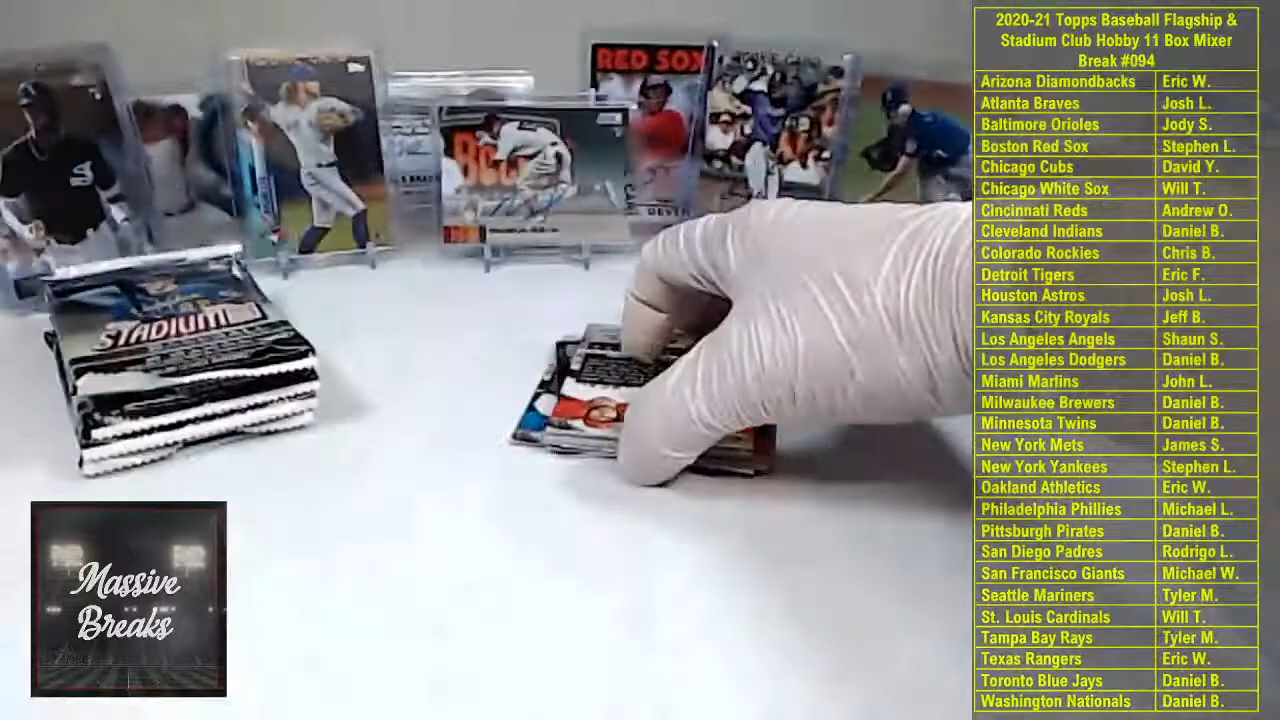 2020-21 Topps Baseball Flagship &
Stadium Club Hobby 11 Box Mixer
Break #094
Arizona Diamondbacks Eric W.
Atlanta Braves Josh L.
Baltimore Orioles Jody S.
Boston Red Sox Stephen L.
Chicago Cubs David Y.
Chicago White Sox Will T.
Cincinnati Reds Andrew O.
Cleveland Indians Daniel B.
Colorado Rockies Chris B.
Detroit Tigers Eric F.
Houston Astros Josh L.
Kansas City Royals Jeff B.
Los Angeles Angels Shaun S.
Los Angeles Dodgers Daniel B.
Miami Marlins John L.
Milwaukee Brewers Daniel B.
Minnesota Twins Daniel B.
New York Mets James S.
New York Yankees Stephen L.
Oakland Athletics Eric W.
Philadelphia Phillies Michael L.
Pittsburgh Pirates Daniel B.
San Diego Padres Rodrigo L.
San Francisco Giants Michael W.
Seattle Mariners Tyler M.
St. Louis Cardinals Will T.
Tampa Bay Rays Tyler M.
Texas Rangers Eric W.
Toronto Blue Jays Daniel B.
Washington Nationals Daniel B.
RED SOX
STADIUM
Massive
Breaks